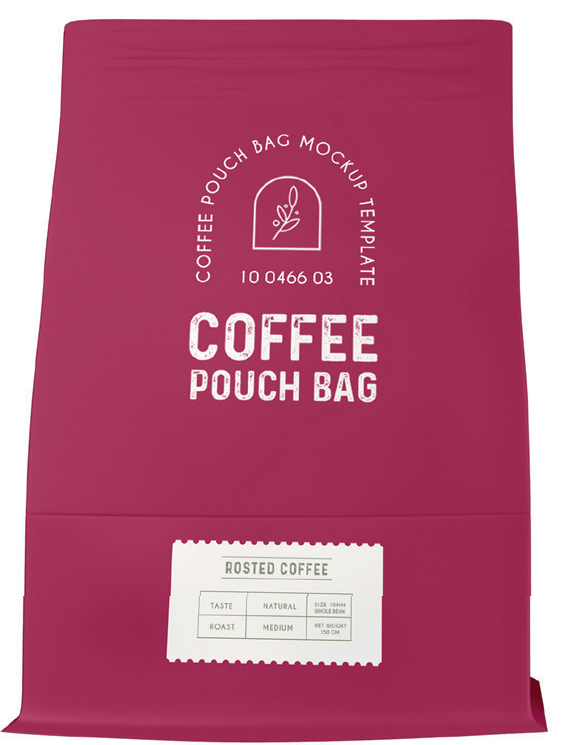 COFFEE POUCH BAG MOCKUP TEMPLATE
10 0466 03
COFFEE
POUCH BAG
ROSTED COFFEE
TASTE NATURAL SIZE 10MM
WHOLE BEAN
ROAST MEDIUM NET WEIGHT
150 GM